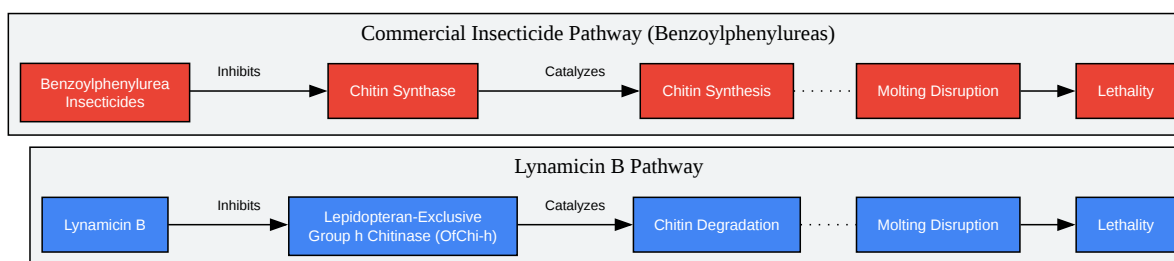 Commercial Insecticide Pathway (Benzoylphenylureas)
Benzoylphenylurea
Insecticides
Inhibits
Chitin Synthase
Catalyzes
Chitin Synthesis
Molting Disruption
Lethality
Lynamicin B Pathway
Lynamicin B
Inhibits
Lepidopteran-Exclusive
Group h Chitinase (OfChi-h)
Catalyzes
Chitin Degradation
Molting Disruption
Lethality